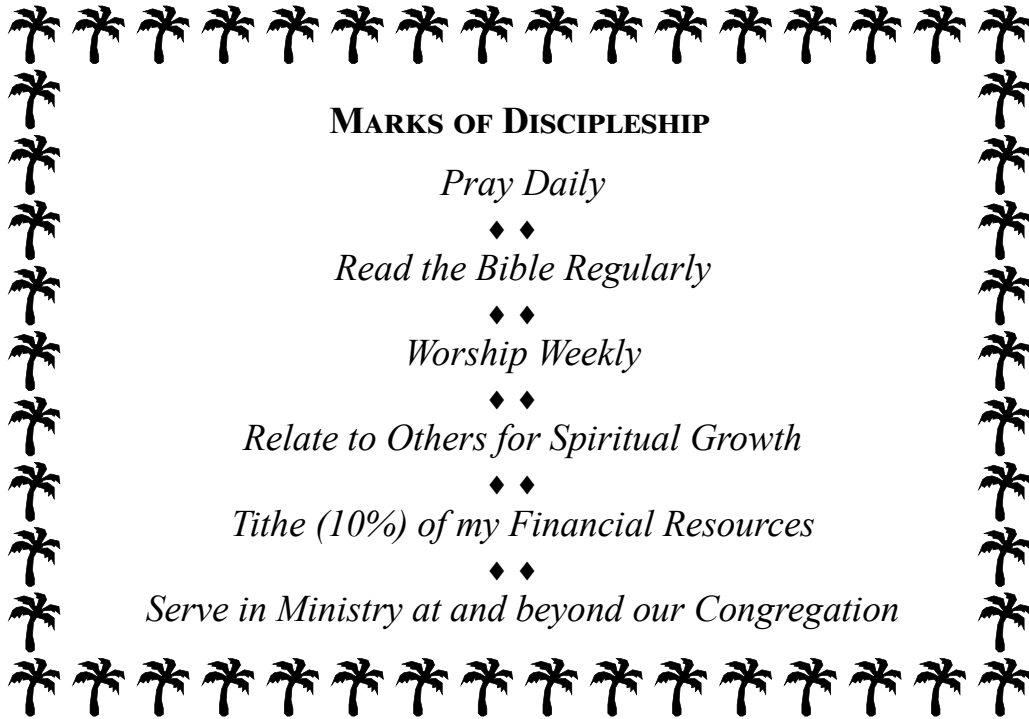 MARKS OF DISCIPLESHIP
Pray Daily
♦ ♦
Read the Bible Regularly
♦ ♦
Worship Weekly
♦ ♦
Relate to Others for Spiritual Growth
♦ ♦
Tithe (10%) of my Financial Resources
♦ ♦
Serve in Ministry at and beyond our Congregation